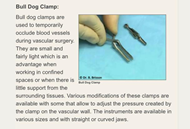 Bull Dog Clamp:
Bull dog clamps are
used to temporarily
occlude blood vessels
during vascular surgery.
They are small and
fairly light which is an
advantage when
working in confined
spaces or when there is
little support from the
Bull Dog Clamp
surrounding tissues. Various modifications of these clamps are
available with some that allow to adjust the pressure created by
the clamp on the vascular wall. The instruments are available in
various sizes and with straight or curved jaws.